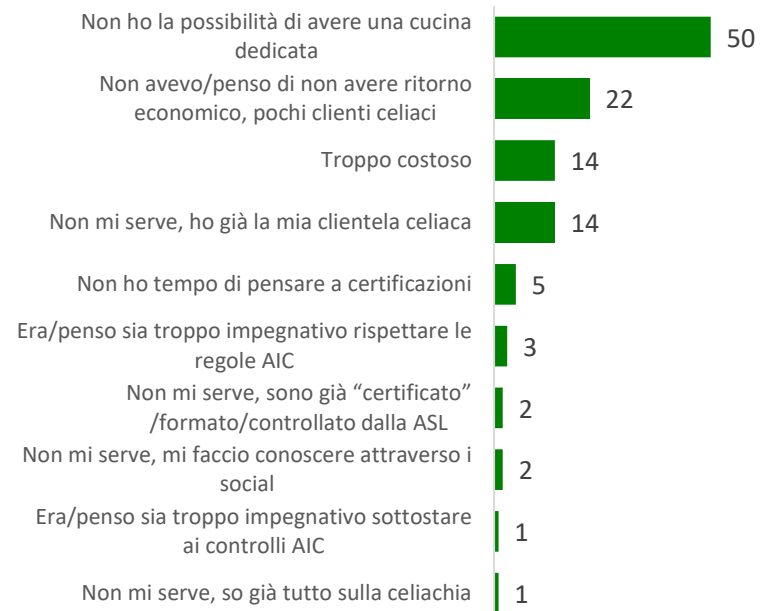 Non ho la possibilità di avere una cucina
dedicata
50
Non avevo/penso di non avere ritorno
economico, pochi clienti celiaci
22
Troppo costoso
14
Non mi serve, ho già la mia clientela celiaca
14
Non ho tempo di pensare a certificazioni
5
Era/penso sia troppo impegnativo rispettare le
regole AIC
3
Non mi serve, sono già “certificato”
/formato/controllato dalla ASL
2
Non mi serve, mi faccio conoscere attraverso i
social
2
Era/penso sia troppo impegnativo sottostare
ai controlli AIC
1
Non mi serve, so già tutto sulla celiachia
1